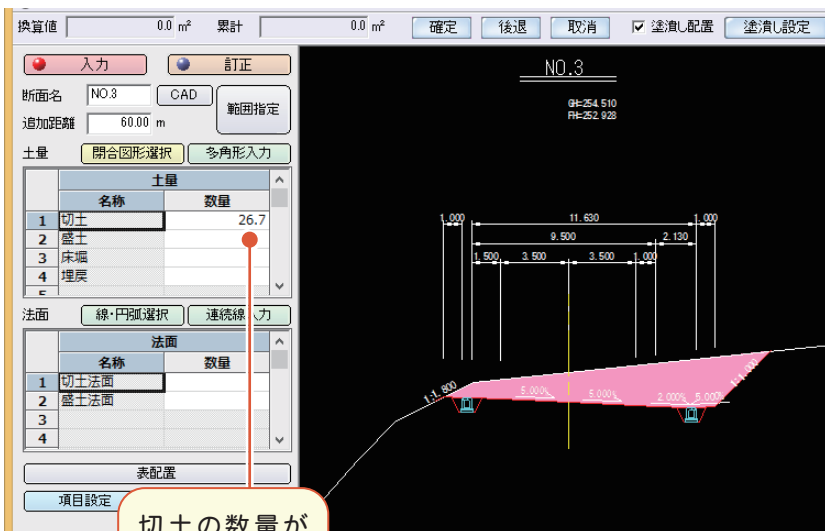 換算値 0.0 m² 累計 0.0 m² 確定 後退 取消 塗潰し配置 塗潰し設定
入力 訂正
断面名 NO.3 CAD 範囲指定
追加距離 60.00 m
土量 閉合図形選択 多角形入力
土量
名称 数量
1 切土 26.7
2 盛土
3 床堀
4 埋戻
法面 線・円弧選択 連続線入力
法面
名称 数量
1 切土法面
2 盛土法面
3
4
表配置
項目設定
切土の数量が
NO.3
GH=254.510
FH=252.928
1.000 11.630 1.000
9.500 2.130
1.500 3.500 3.500 1.000
1:1.800 5.000% 5.000% 2.000% 5.000% 1:1.000